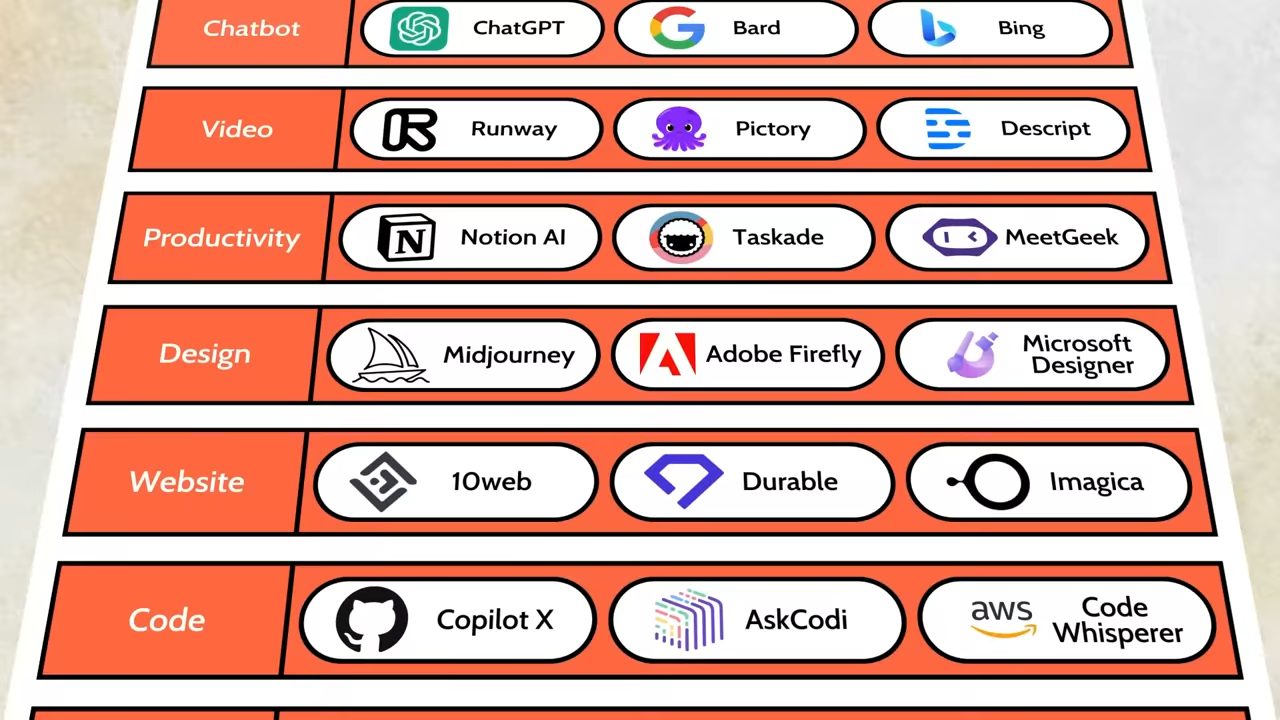 Chatbot ChatGPT Bard Bing
Video Runway Pictory Descript
Productivity Notion AI Taskade MeetGeek
Design Midjourney Adobe Firefly Microsoft Designer
Website 10web Durable Imagica
Code Copilot X AskCodi aws Code Whisperer